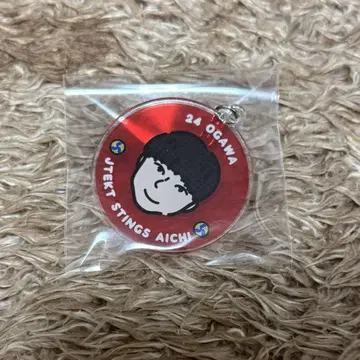 24 OGAWA
JTEKT STINGS AICHI